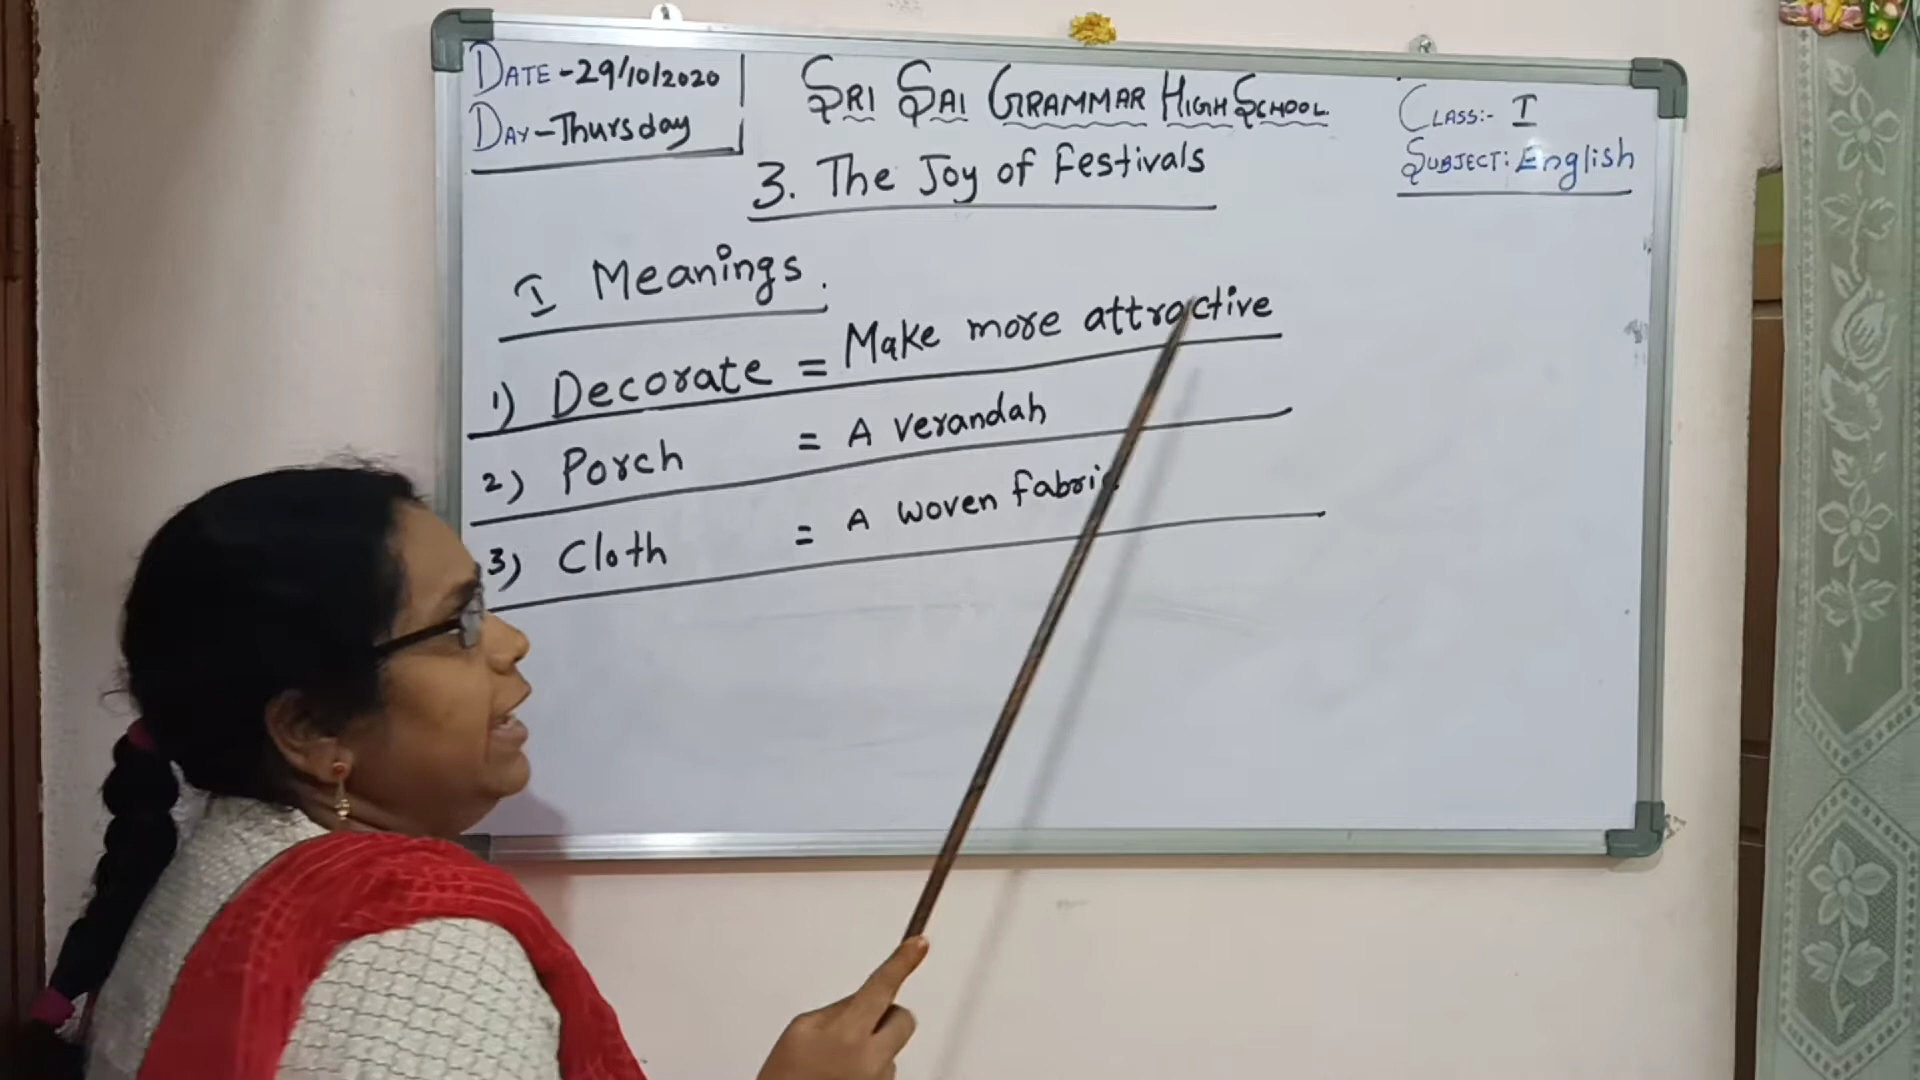 DATE - 29/10/2020
DAY - Thursday
SRI SAI GRAMMAR HIGH SCHOOL
CLASS:- I
SUBJECT: English
3. The Joy of Festivals
I Meanings.
1) Decorate = Make more attractive
2) Porch = A verandah
3) Cloth = A woven fabric